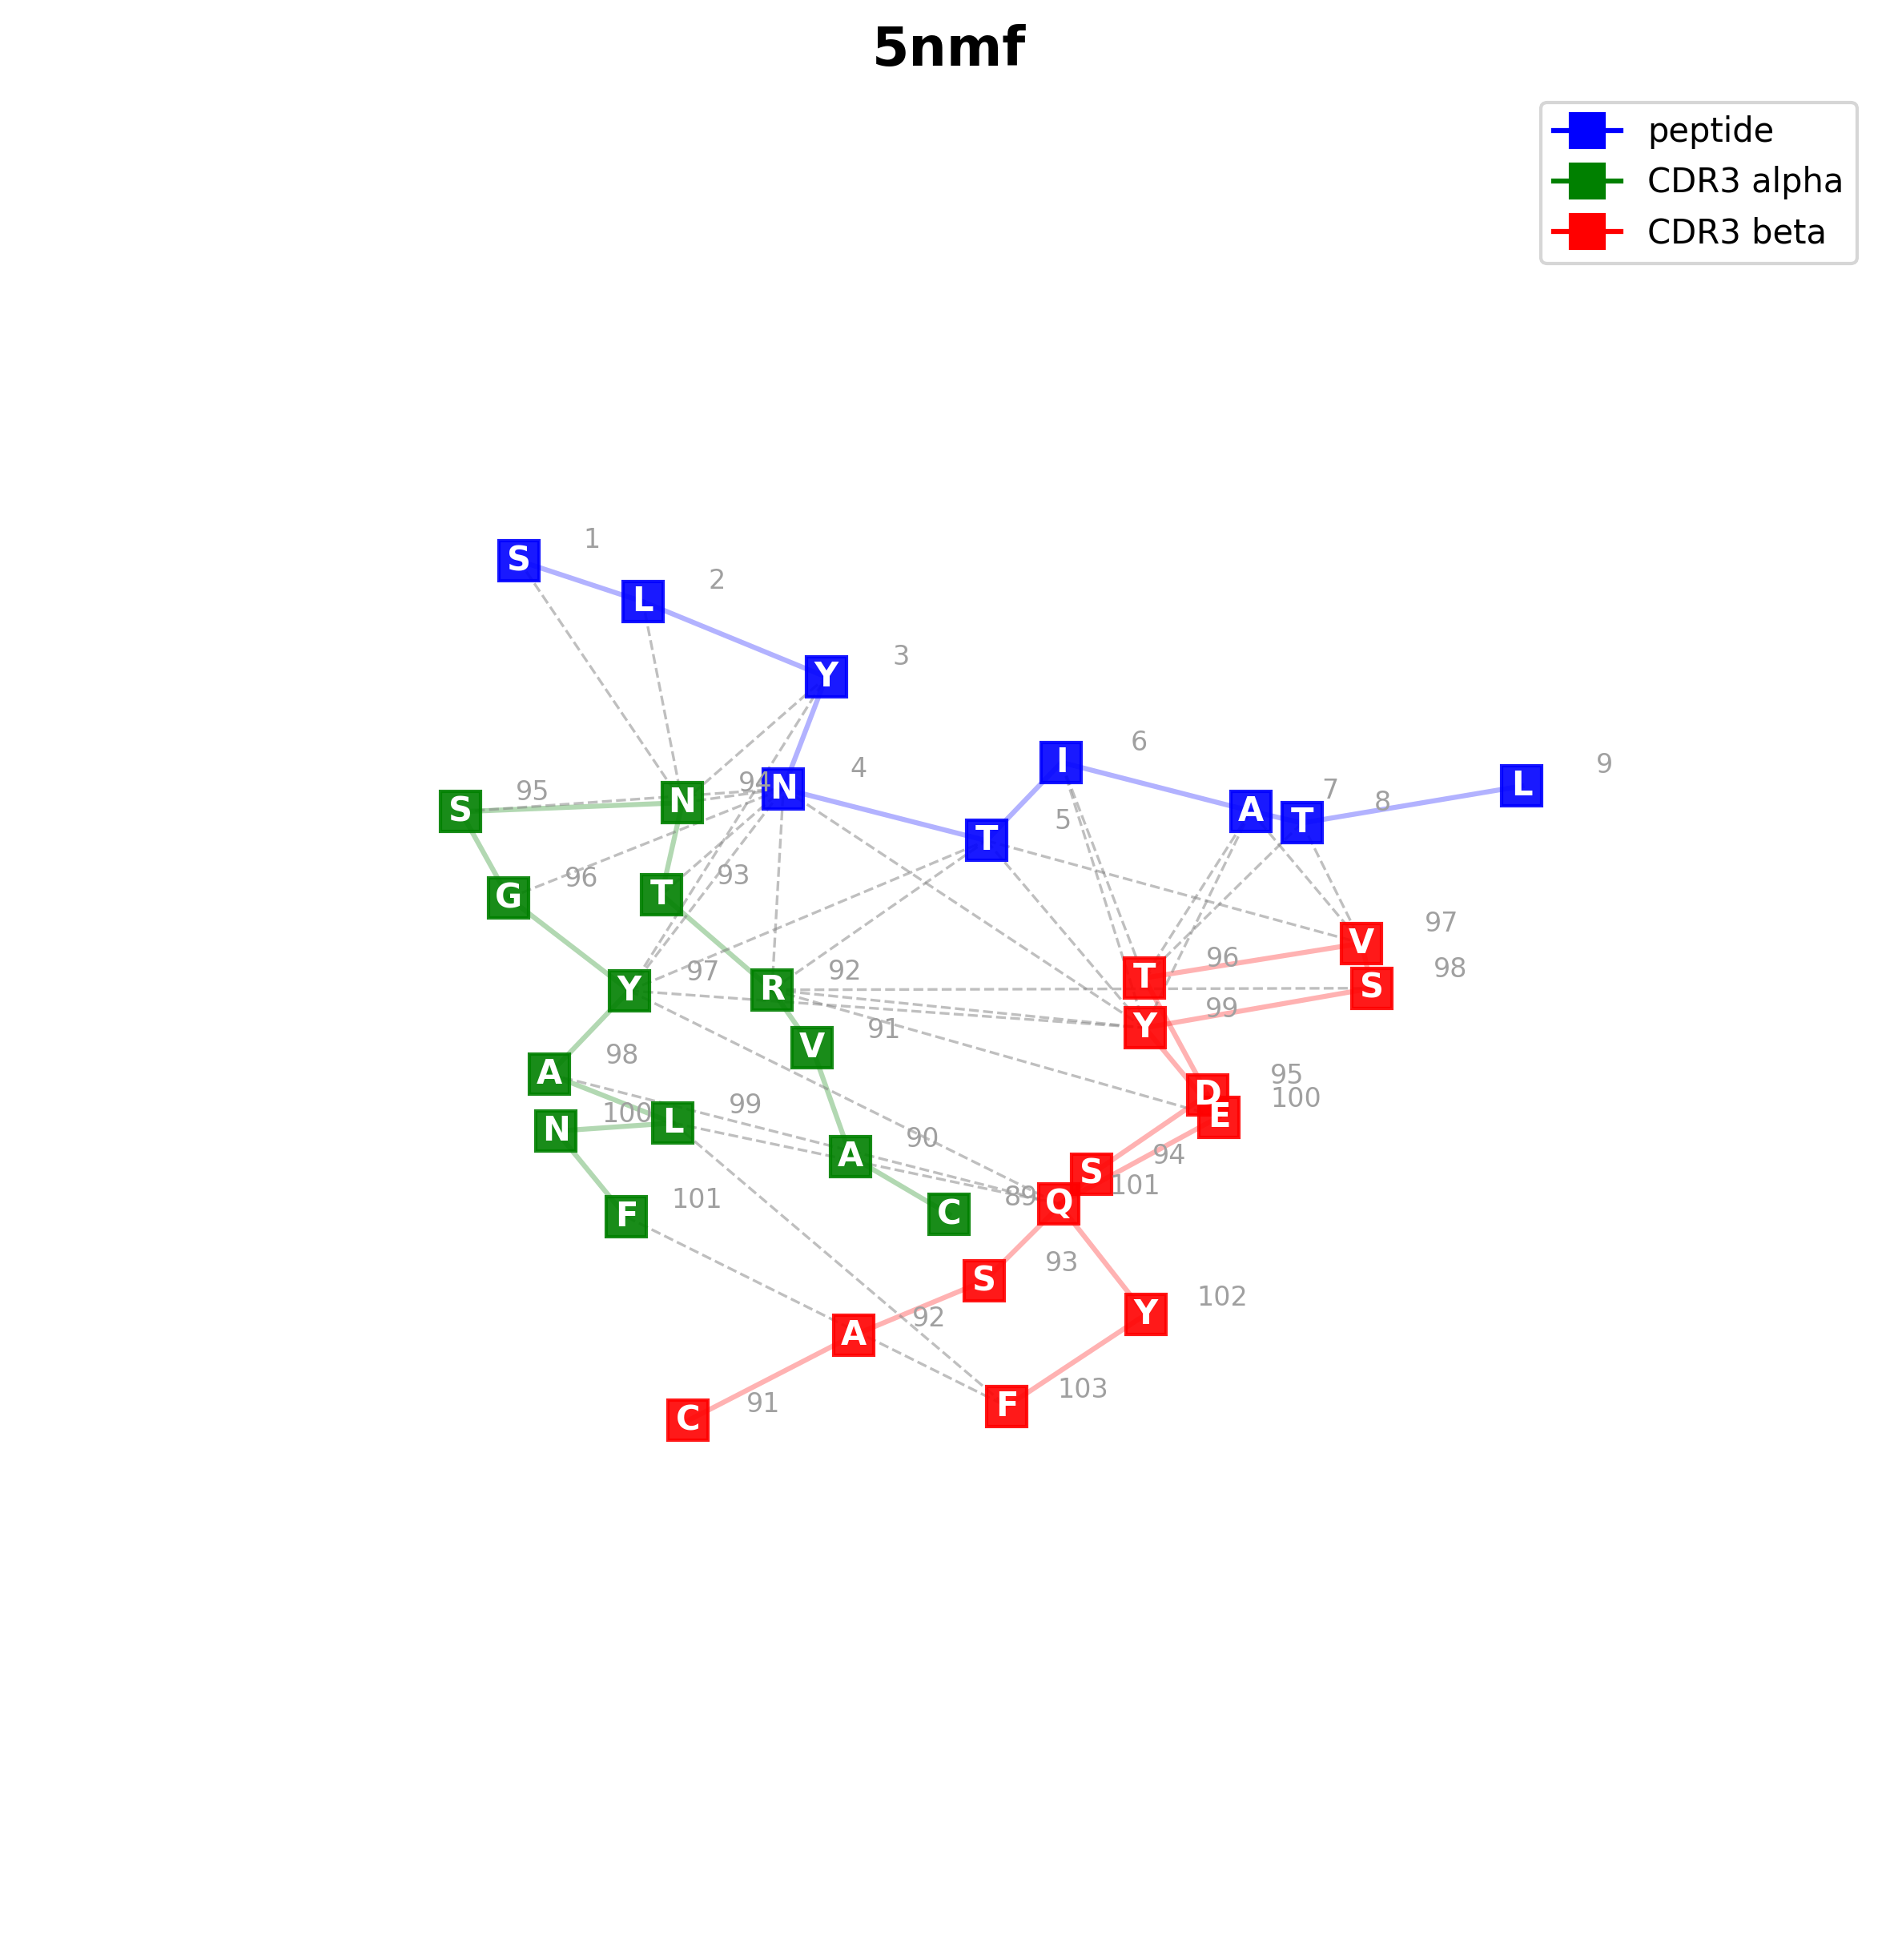 5nmf
peptide
CDR3 alpha
CDR3 beta
S 1
L 2
Y 3
N 4
T 5
I 6
A 7
T 8
L 9
C 89
A 90
V 91
R 92
T 93
N 94
S 95
G 96
Y 97
A 98
L 99
N 100
F 101
C 91
A 92
S 93
S 94
D 95
T 96
V 97
S 98
Y 99
E 100
Q 101
Y 102
F 103